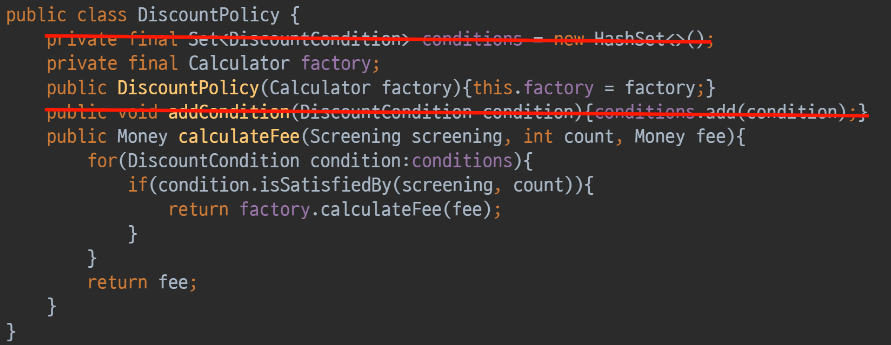 public class DiscountPolicy {
private final Set<DiscountCondition> conditions = new HashSet<>();
private final Calculator factory;
public DiscountPolicy(Calculator factory){this.factory = factory;}
public void addCondition(DiscountCondition condition){conditions.add(condition);}
public Money calculateFee(Screening screening, int count, Money fee){
for(DiscountCondition condition:conditions){
if(condition.isSatisfiedBy(screening, count)){
return factory.calculateFee(fee);
}
}
return fee;
}
}